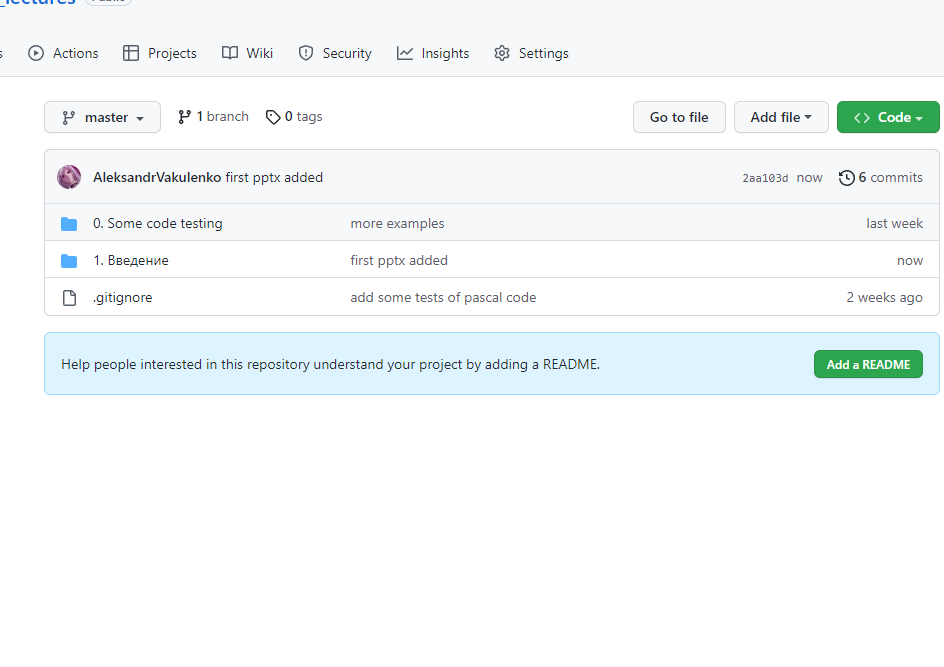 _lectures Public
Actions Projects Wiki Security Insights Settings
master 1 branch 0 tags Go to file Add file Code
AleksandrVakulenko first pptx added 2aa103d now 6 commits
0. Some code testing more examples last week
1. Введение first pptx added now
.gitignore add some tests of pascal code 2 weeks ago
Help people interested in this repository understand your project by adding a README. Add a README